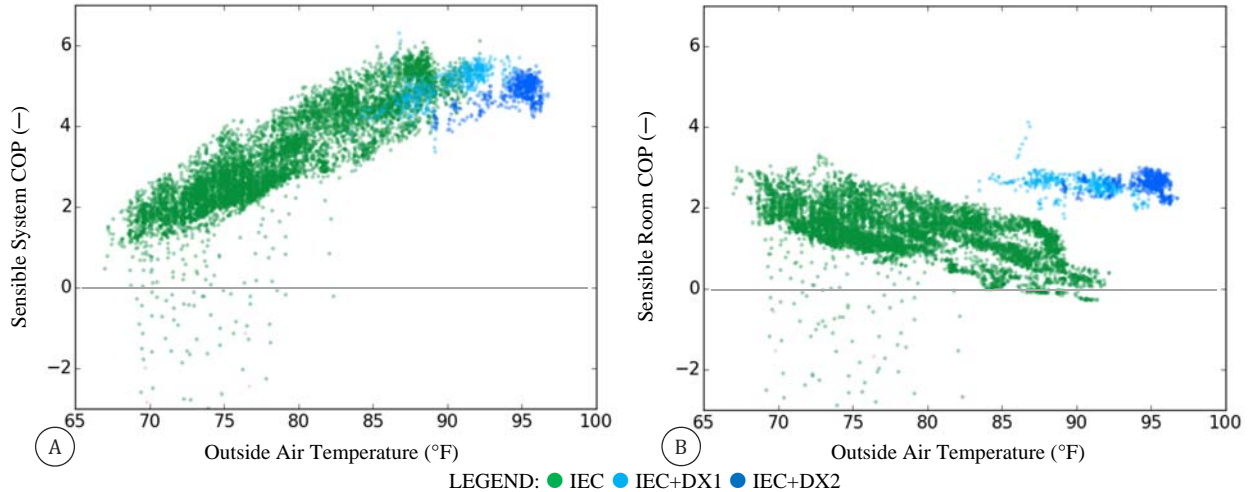 Sensible System COP (—)
6
4
2
0
−2
65 70 75 80 85 90 95 100
Outside Air Temperature (°F)
A
Sensible Room COP (—)
6
4
2
0
−2
65 70 75 80 85 90 95 100
Outside Air Temperature (°F)
B
LEGEND: IEC IEC+DX1 IEC+DX2